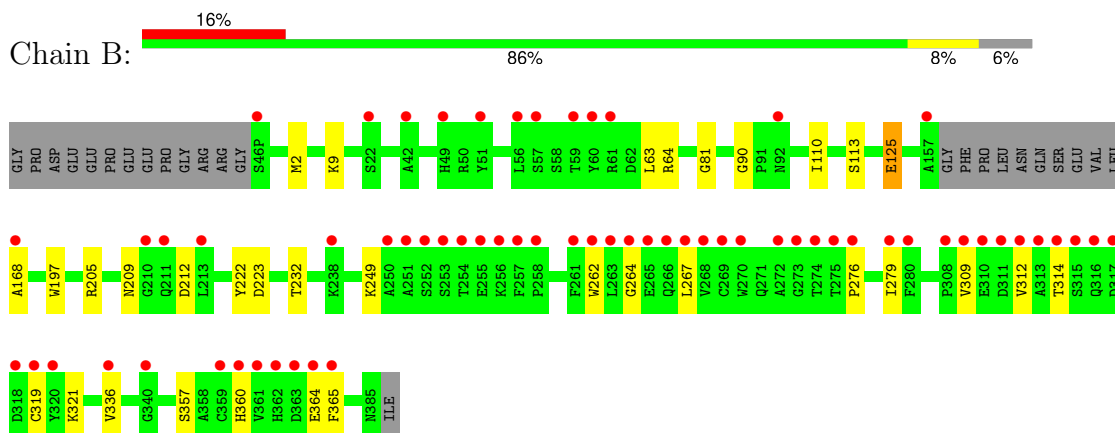 16%
Chain B:
86% 8% 6%
GLY PRO ASP GLU GLU PRO GLU GLU PRO GLY ARG ARG GLY S46P M2 K9 S22 A42 H49 R50 Y51 L56 S57 S58 T59 Y60 R61 D62 L63 R64 G81 G90 P91 N92 I110 S113 E125 A157 GLY PHE PRO LEU ASN GLN SER GLU VAL LEU
A168 W197 R205 N209 G210 Q211 D212 L213 Y222 D223 T232 K238 K249 A250 A251 S252 S253 T254 E255 K256 F257 P258 F261 W262 L263 G264 E265 Q266 L267 V268 C269 W270 Q271 A272 G273 T274 T275 P276 I279 F280 P308 V309 E310 D311 V312 A313 T314 S315 Q316 D317
D318 C319 Y320 K321 V336 G340 S357 A358 C359 H360 V361 H362 D363 E364 F365 N385 ILE